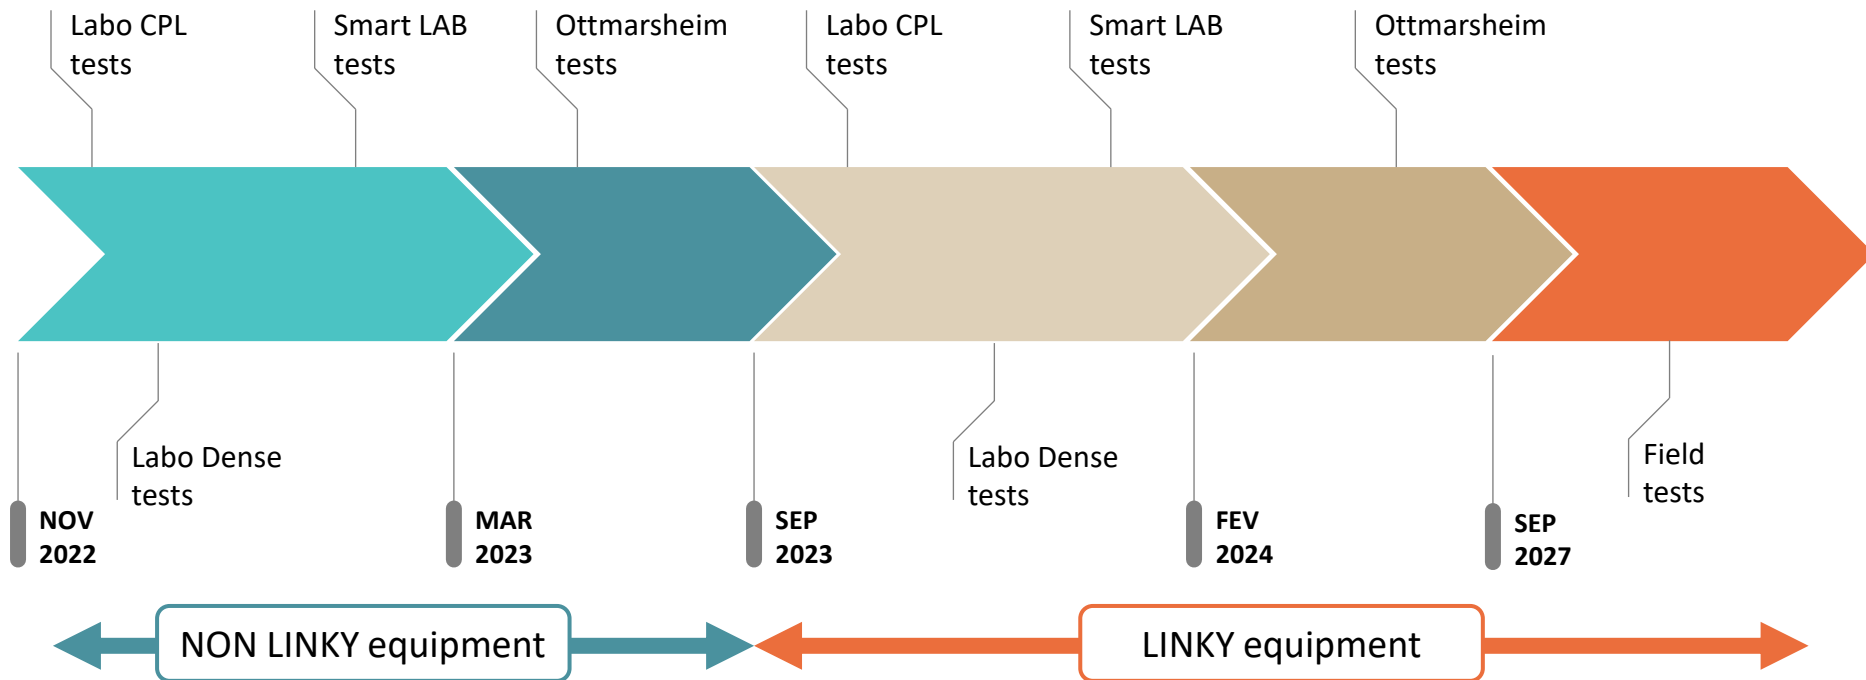 Labo CPL
tests
Smart LAB
tests
Ottmarsheim
tests
Labo CPL
tests
Smart LAB
tests
Ottmarsheim
tests
Labo Dense
tests
Labo Dense
tests
Field
tests
NOV
2022
MAR
2023
SEP
2023
FEV
2024
SEP
2027
NON LINKY equipment
LINKY equipment